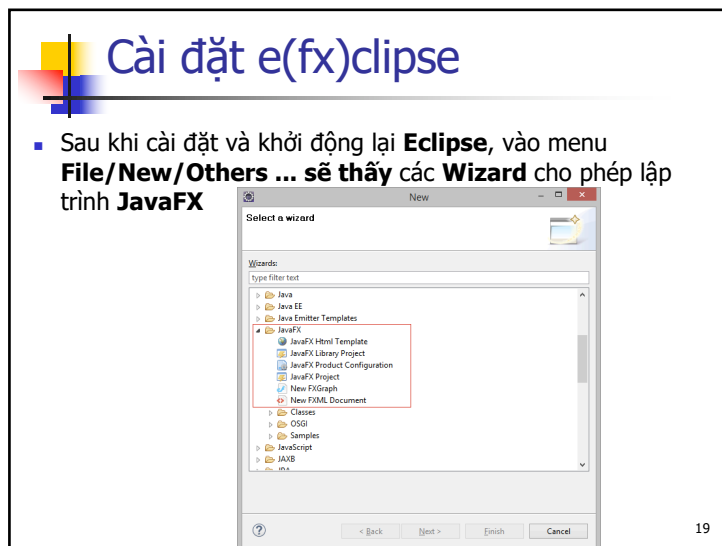 Cài đặt e(fx)clipse
Sau khi cài đặt và khởi động lại Eclipse, vào menu
File/New/Others ... sẽ thấy các Wizard cho phép lập
trình JavaFX
New
Select a wizard
Wizards:
type filter text
Java
Java EE
Java Emitter Templates
JavaFX
JavaFX Html Template
JavaFX Library Project
JavaFX Product Configuration
JavaFX Project
New FXGraph
New FXML Document
Classes
OSGI
Samples
JavaScript
JAXB
JPA
< Back
Next >
Finish
Cancel
19